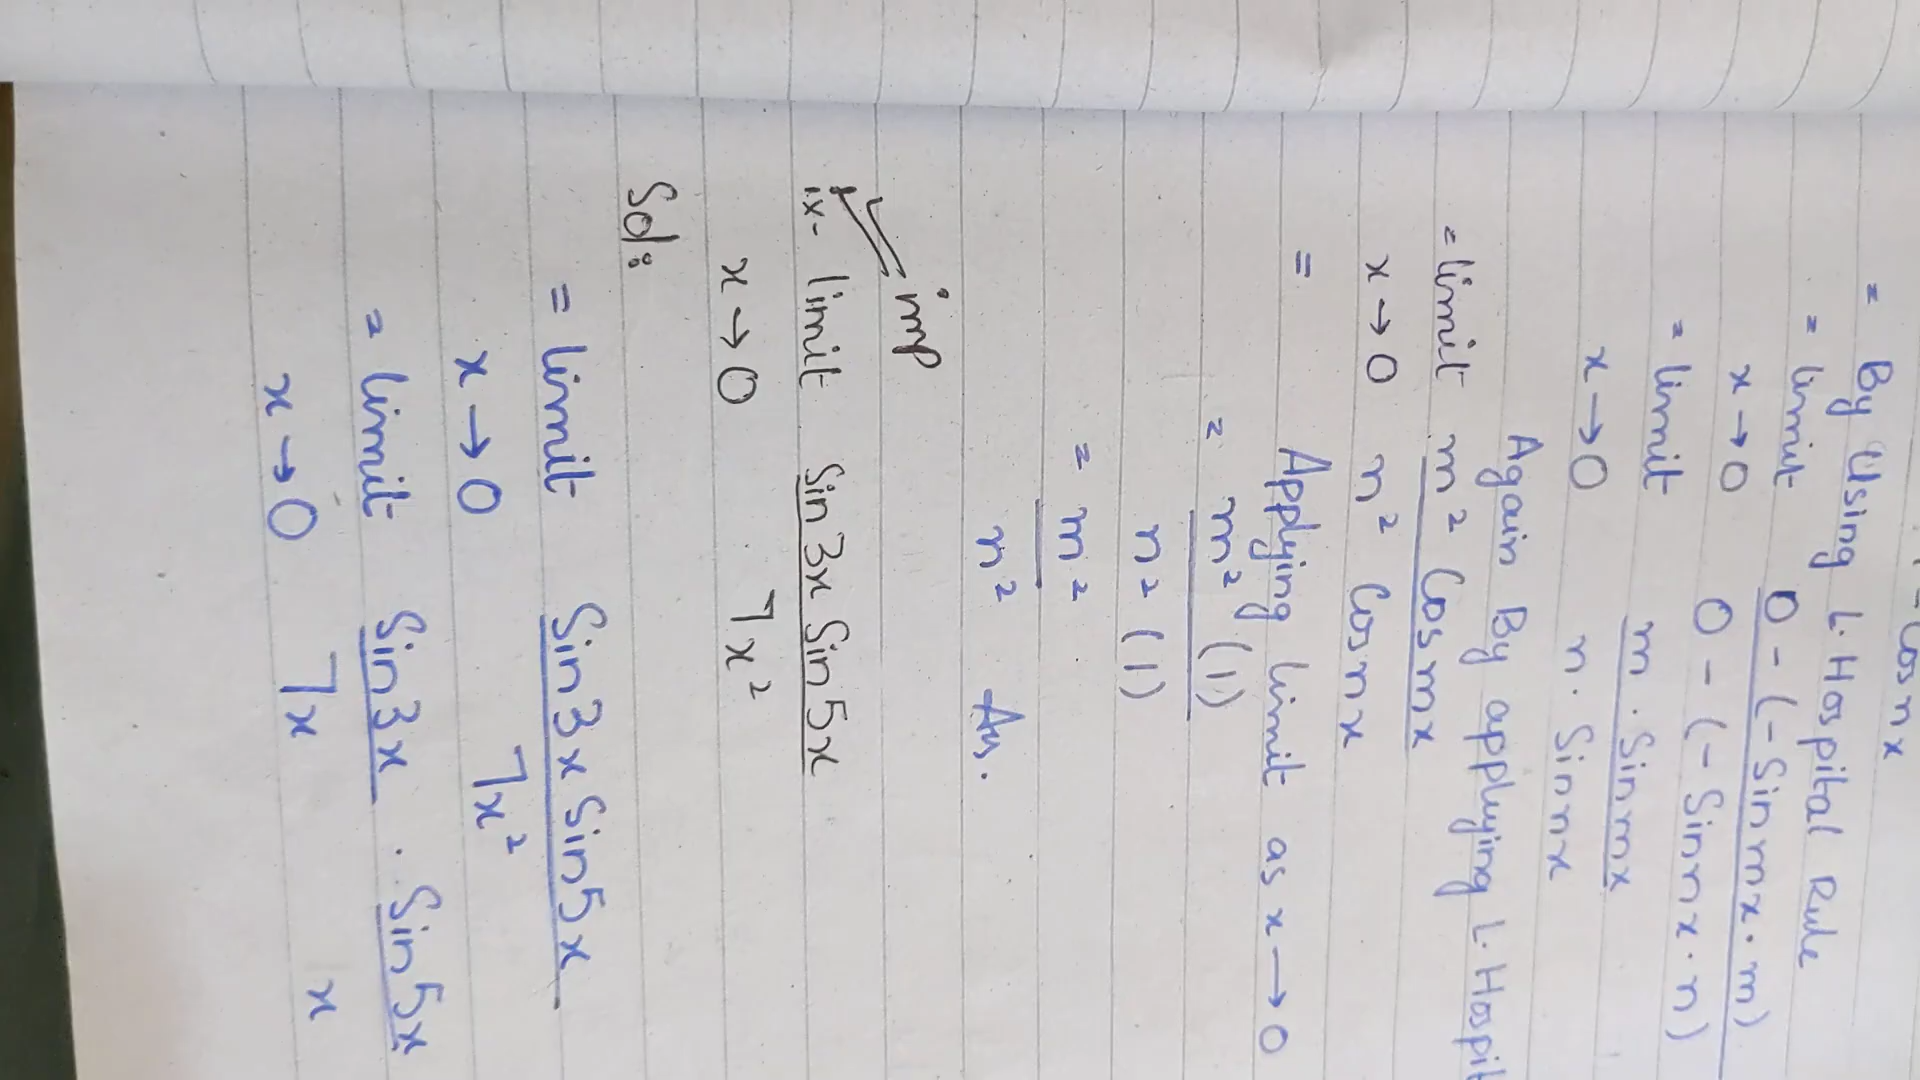 - Cos nx
= By Using L. Hospital Rule
= limit 0 - (- Sin mx . m)
x → 0 0 - (- Sin nx . n)
= limit m . Sin mx
x → 0 n . Sin nx
Again By applying L. Hospit
= limit m² Cos mx
x → 0 n² Cos nx
= Applying limit as x → 0
= m² (1)
n² (1)
= m²
n² Ans.
imp
ix- limit Sin 3x Sin 5x
x → 0 7x²
Sol:
= limit Sin 3x Sin 5x
x → 0 7x²
= limit Sin 3x . Sin 5x
x → 0 7x x